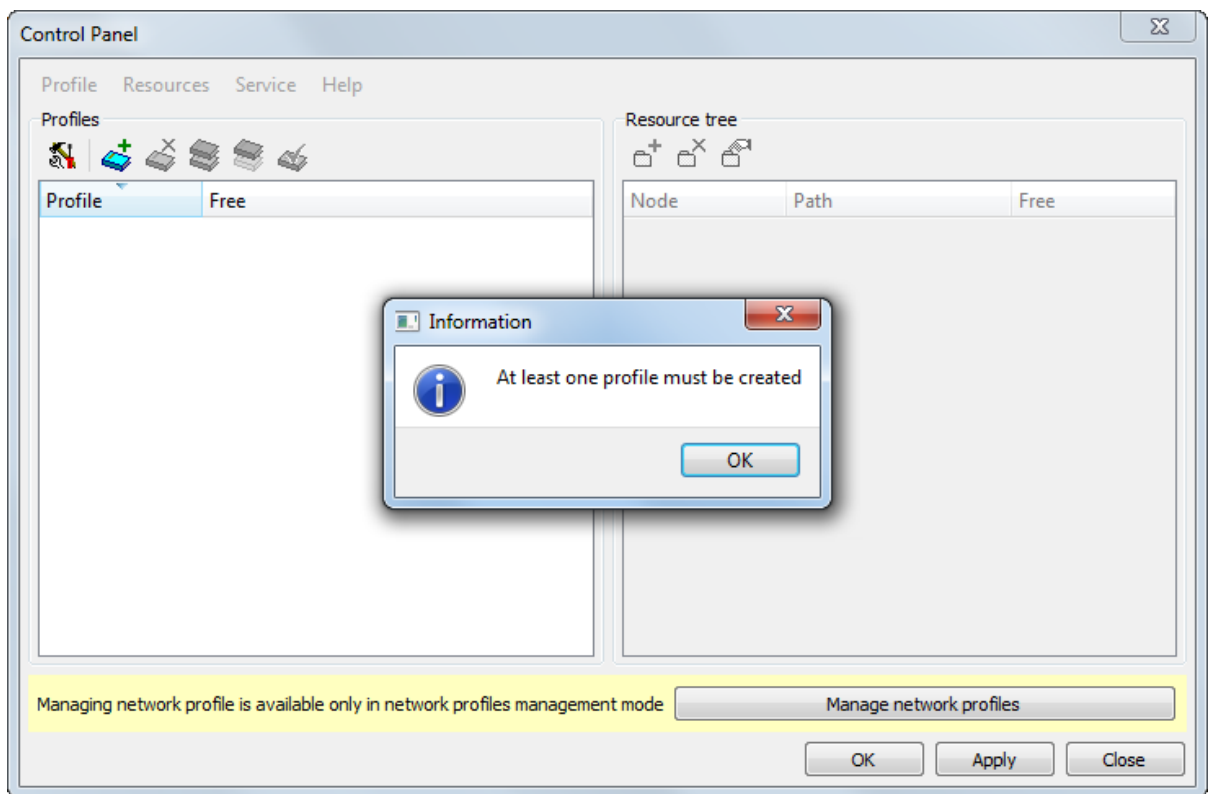 Control Panel
Profile Resources Service Help
Profiles
Resource tree
Profile Free
Node Path Free
Information
At least one profile must be created
OK
Managing network profile is available only in network profiles management mode
Manage network profiles
OK Apply Close